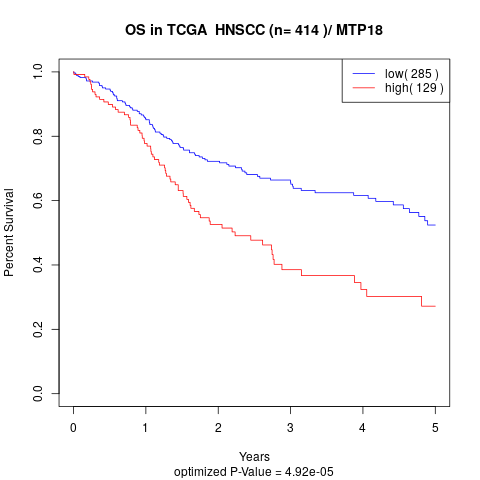 OS in TCGA  HNSCC (n= 414 )/ MTP18
low( 285 )
high( 129 )
Percent Survival
1.0
0.8
0.6
0.4
0.2
0.0
0 1 2 3 4 5
Years
optimized P-Value = 4.92e-05